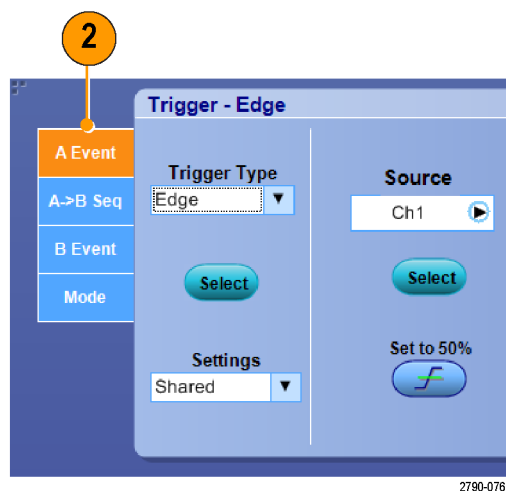 2
Trigger - Edge
A Event
A->B Seq
B Event
Mode
Trigger Type
Edge
Select
Settings
Shared
Source
Ch1
Select
Set to 50%
2790-076